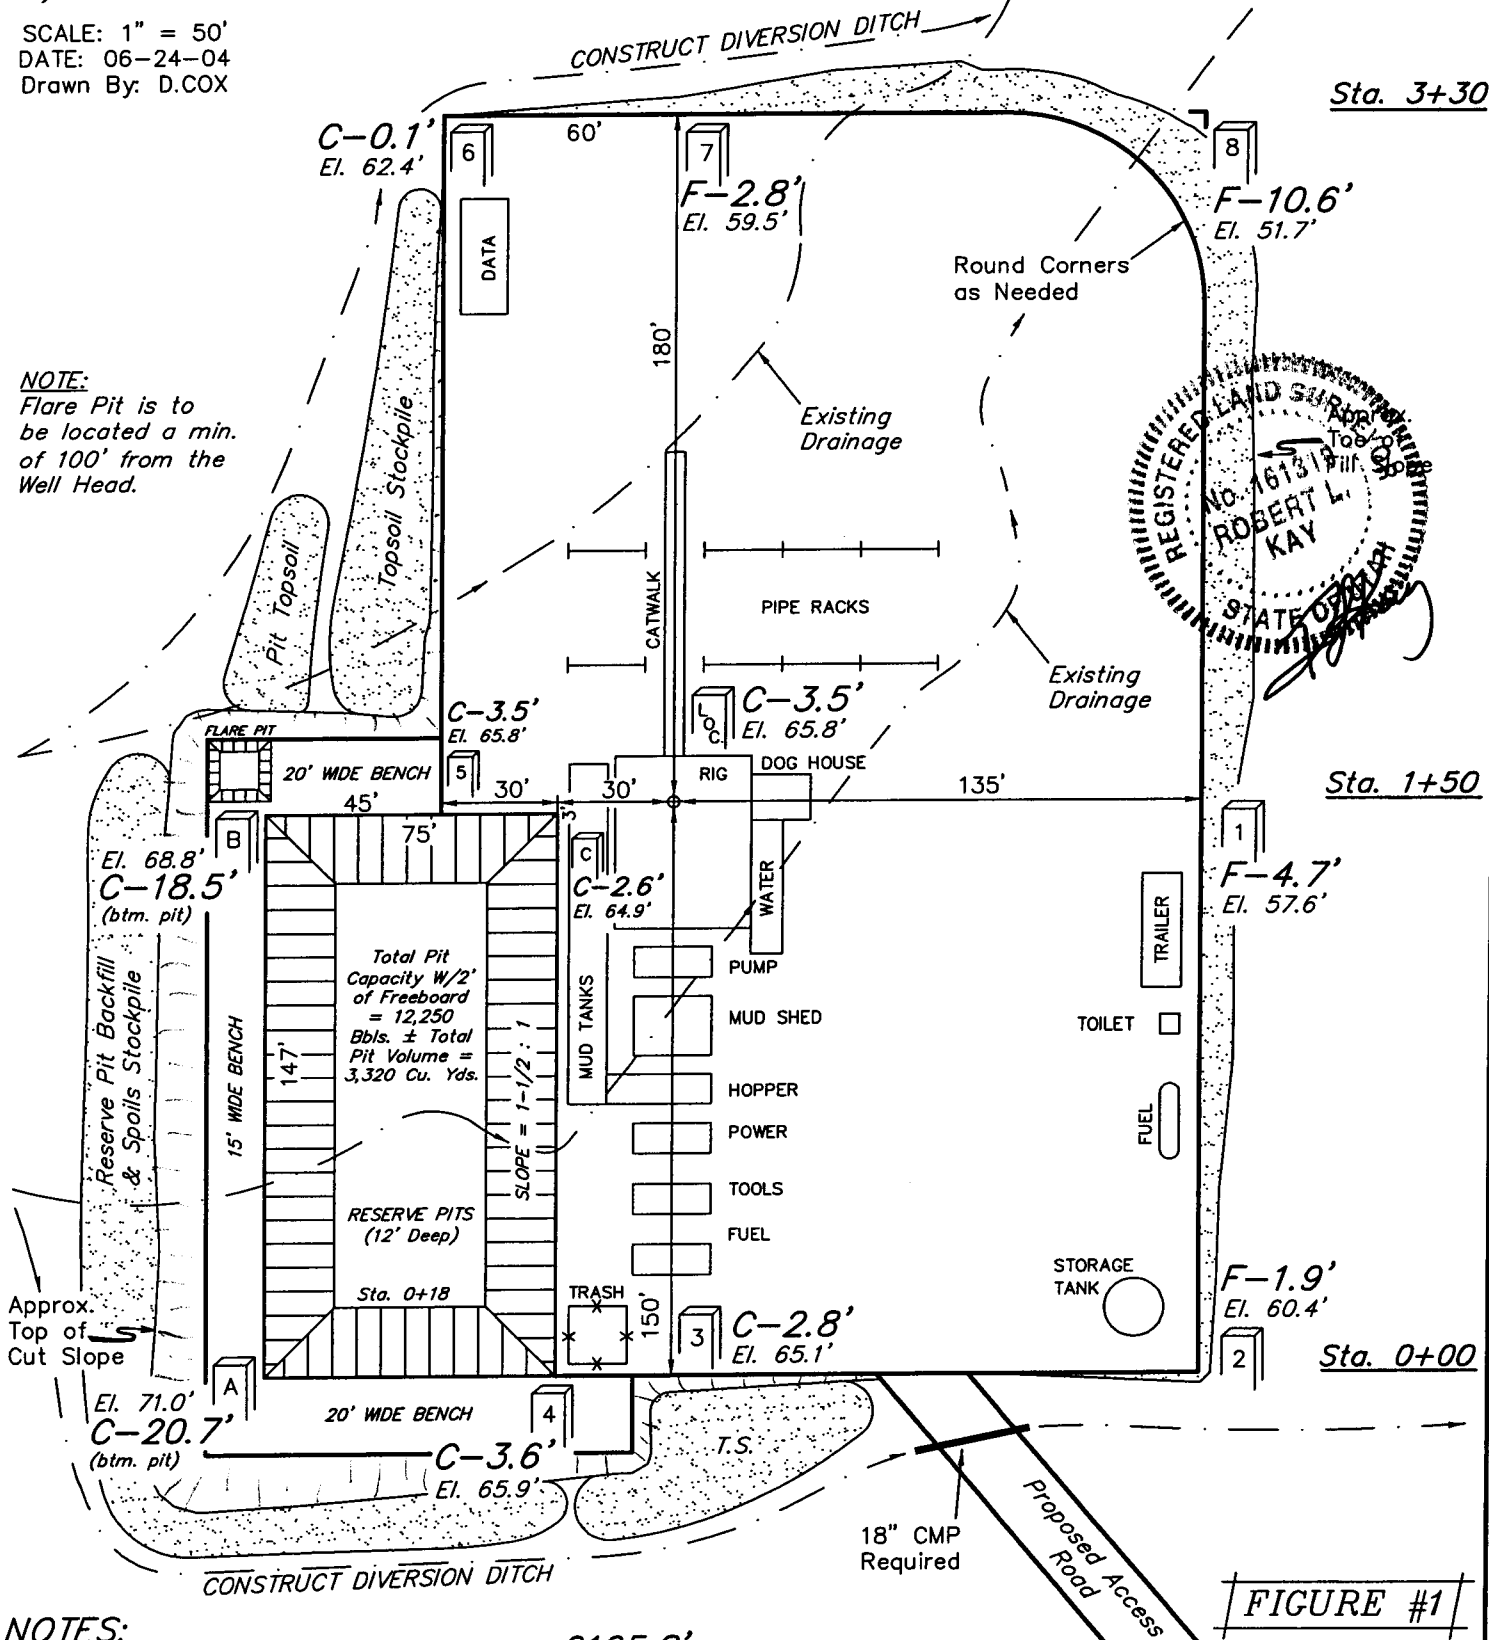 SCALE: 1" = 50'
DATE: 06-24-04
Drawn By: D.COX
CONSTRUCT DIVERSION DITCH
Sta. 3+30
C-0.1'
El. 62.4'
6
60'
7
F-2.8'
El. 59.5'
8
F-10.6'
El. 51.7'
DATA
Round Corners
as Needed
180'
NOTE:
Flare Pit is to
be located a min.
of 100' from the
Well Head.
Topsoil Stockpile
Pit Topsoil
Existing
Drainage
Approx.
Toe of
Fill Slope
REGISTERED LAND SURVEYOR
No. 161319
ROBERT L.
KAY
STATE OF UTAH
CATWALK
PIPE RACKS
Existing
Drainage
C-3.5'
El. 65.8'
LOC.
C-3.5'
El. 65.8'
FLARE PIT
20' WIDE BENCH
5
RIG
DOG HOUSE
Sta. 1+50
45'
30'
30'
135'
75'
3'
B
El. 68.8'
C-18.5'
(btm. pit)
C
C-2.6'
El. 64.9'
WATER
1
F-4.7'
El. 57.6'
TRAILER
Total Pit
Capacity W/2'
of Freeboard
= 12,250
Bbls. ± Total
Pit Volume =
3,320 Cu. Yds.
PUMP
MUD SHED
TOILET
MUD TANKS
HOPPER
POWER
FUEL
TOOLS
FUEL
Reserve Pit Backfill
& Spoils Stockpile
15' WIDE BENCH
147'
SLOPE = 1-1/2 : 1
RESERVE PITS
(12' Deep)
Sta. 0+18
TRASH
150'
STORAGE
TANK
F-1.9'
El. 60.4'
Approx.
Top of
Cut Slope
3
C-2.8'
El. 65.1'
2
Sta. 0+00
A
El. 71.0'
C-20.7'
(btm. pit)
20' WIDE BENCH
4
C-3.6'
El. 65.9'
T.S.
18" CMP
Required
Proposed Access
Road
CONSTRUCT DIVERSION DITCH
FIGURE #1
NOTES: